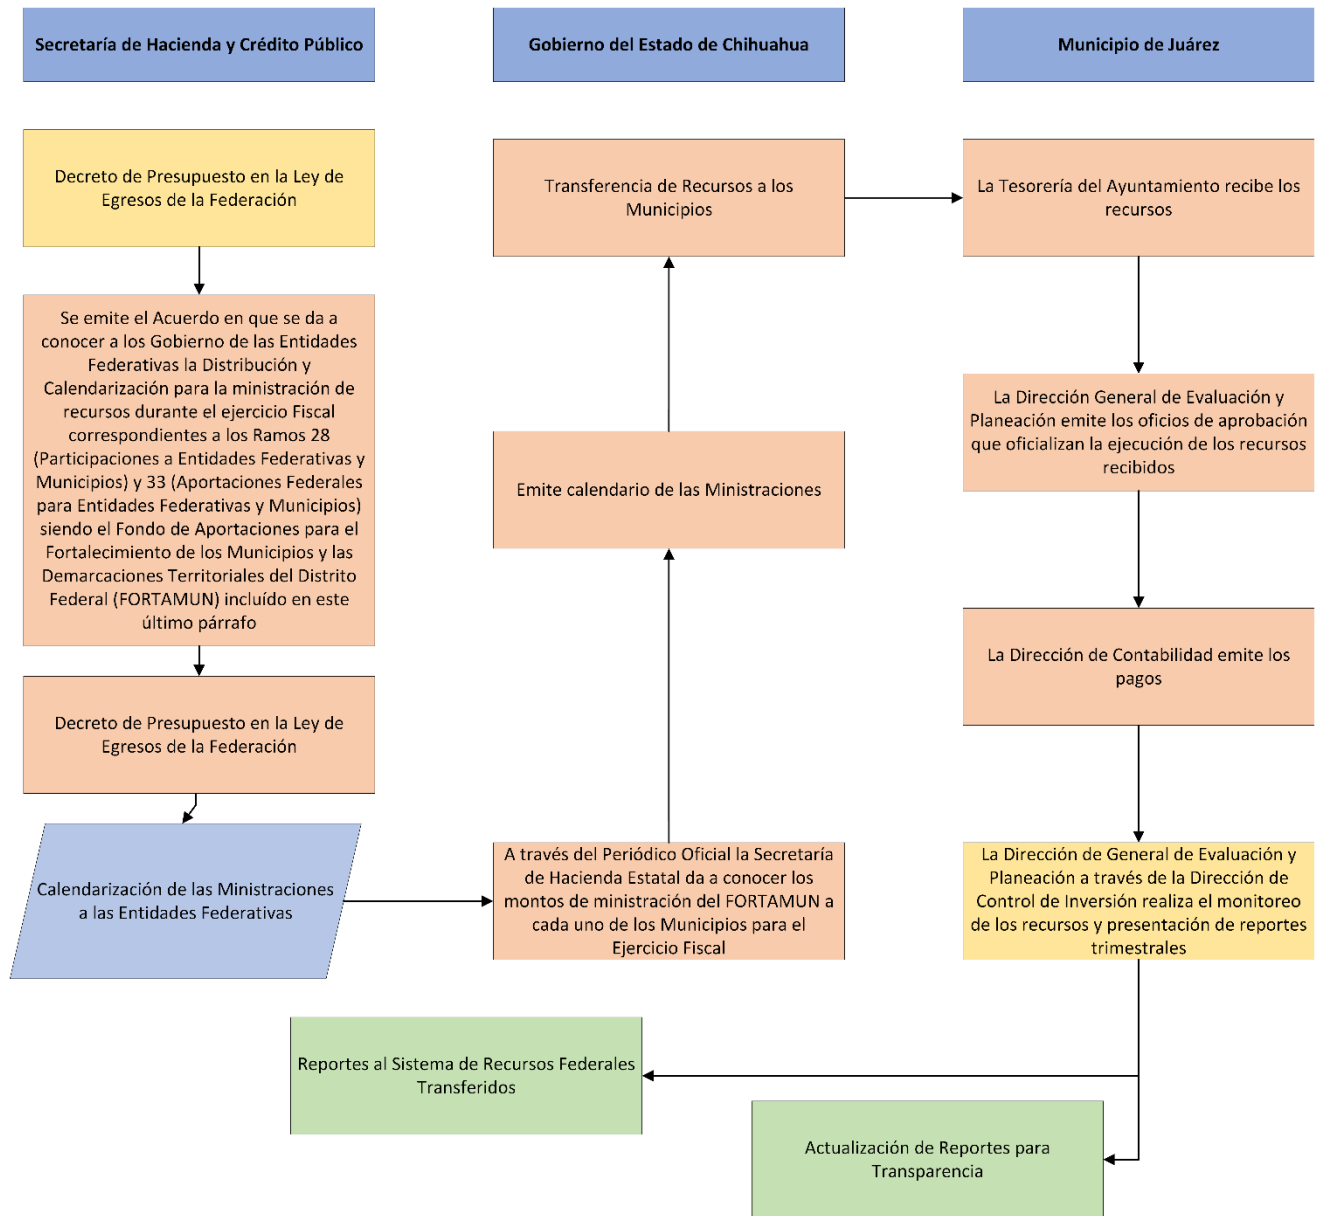 Secretaría de Hacienda y Crédito Público
Gobierno del Estado de Chihuahua
Municipio de Juárez
Decreto de Presupuesto en la Ley de
Egresos de la Federación
Se emite el Acuerdo en que se da a
conocer a los Gobierno de las Entidades
Federativas la Distribución y
Calendarización para la ministración de
recursos durante el ejercicio Fiscal
correspondientes a los Ramos 28
(Participaciones a Entidades Federativas y
Municipios) y 33 (Aportaciones Federales
para Entidades Federativas y Municipios)
siendo el Fondo de Aportaciones para el
Fortalecimiento de los Municipios y las
Demarcaciones Territoriales del Distrito
Federal (FORTAMUN) incluído en este
último párrafo
Decreto de Presupuesto en la Ley de
Egresos de la Federación
Calendarización de las Ministraciones
a las Entidades Federativas
A través del Periódico Oficial la Secretaría
de Hacienda Estatal da a conocer los
montos de ministración del FORTAMUN a
cada uno de los Municipios para el
Ejercicio Fiscal
Emite calendario de las Ministraciones
Transferencia de Recursos a los
Municipios
La Tesorería del Ayuntamiento recibe los
recursos
La Dirección General de Evaluación y
Planeación emite los oficios de aprobación
que oficializan la ejecución de los recursos
recibidos
La Dirección de Contabilidad emite los
pagos
La Dirección de General de Evaluación y
Planeación a través de la Dirección de
Control de Inversión realiza el monitoreo
de los recursos y presentación de reportes
trimestrales
Reportes al Sistema de Recursos Federales
Transferidos
Actualización de Reportes para
Transparencia